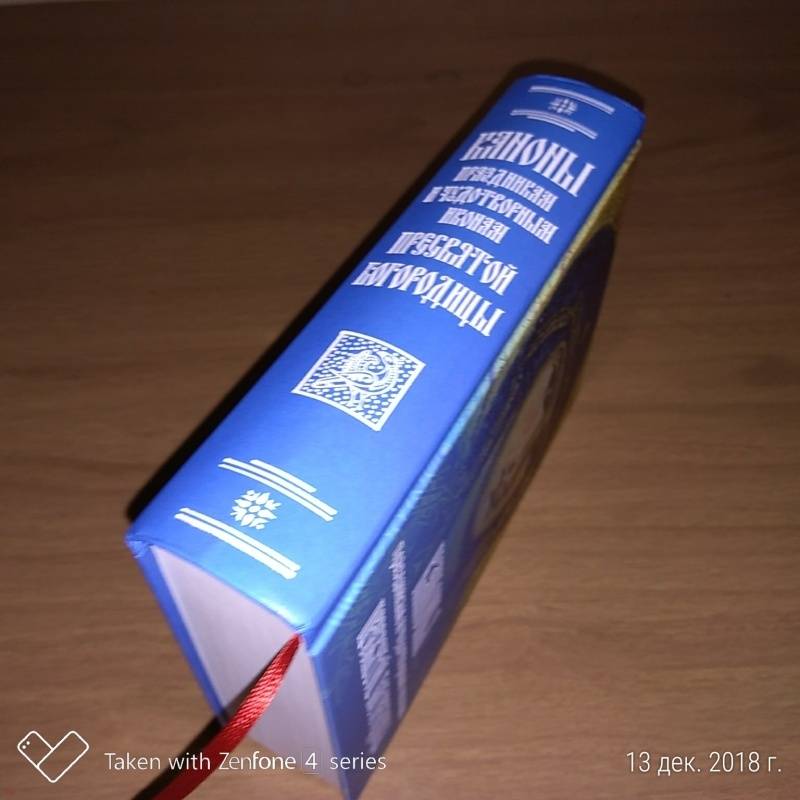 КАНОНЫ
ПРАЗДНИКАМ
И ЧУДОТВОРНЫМ
ИКОНАМ
ПРЕСВЯТОЙ
БОГОРОДИЦЫ
Taken with Zenfone 4 series
13 дек. 2018 г.